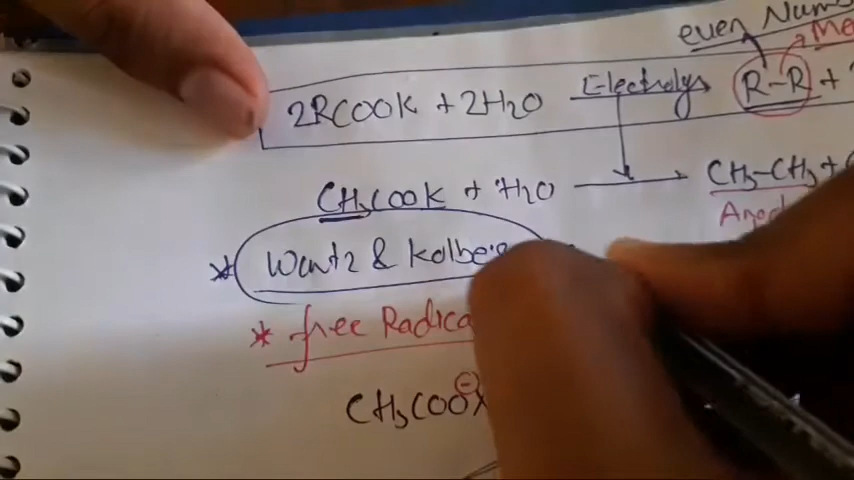 even Num
2RCOOK + 2H₂O Electrolys R-R +
CH₃COOK + H₂O → CH₃-CH₃ +
Anod
* Wurtz & Kolbe's
* free Radica
CH₃COO⊖